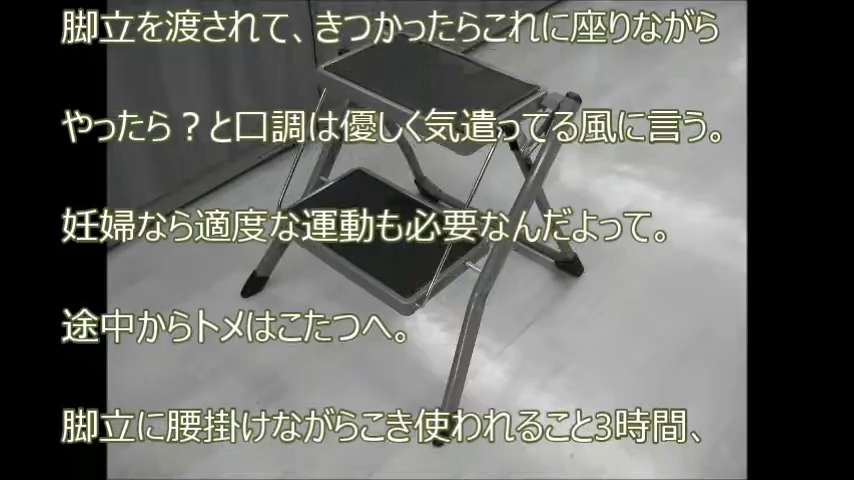 脚立を渡されて、きつかったらこれに座りながら
やったら？と口調は優しく気遣ってる風に言う。
妊婦なら適度な運動も必要なんだよって。
途中からトメはこたつへ。
脚立に腰掛けながらこき使われること3時間、